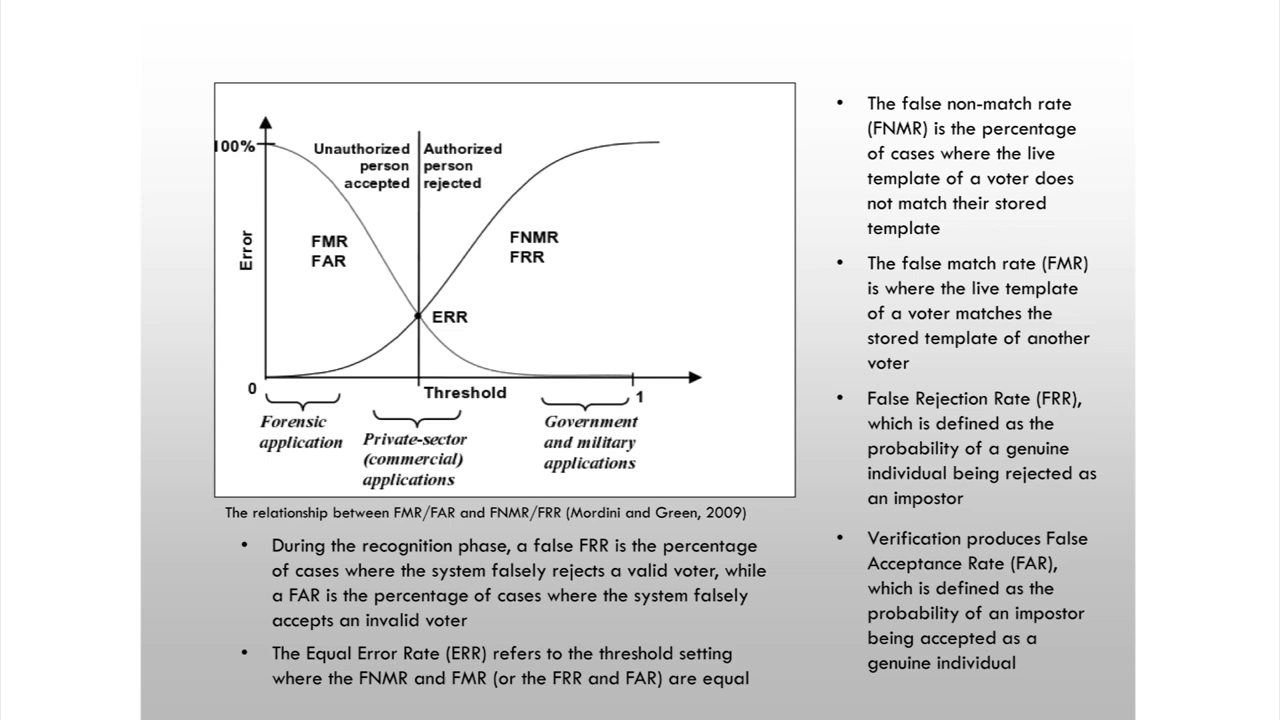 100%
Unauthorized
person
accepted
Authorized
person
rejected
Error
FMR
FAR
FNMR
FRR
ERR
0
Threshold
1
Forensic
application
Private-sector
(commercial)
applications
Government
and military
applications
The relationship between FMR/FAR and FNMR/FRR (Mordini and Green, 2009)
• During the recognition phase, a false FRR is the percentage
of cases where the system falsely rejects a valid voter, while
a FAR is the percentage of cases where the system falsely
accepts an invalid voter
• The Equal Error Rate (ERR) refers to the threshold setting
where the FNMR and FMR (or the FRR and FAR) are equal
• The false non-match rate
(FNMR) is the percentage
of cases where the live
template of a voter does
not match their stored
template
• The false match rate (FMR)
is where the live template
of a voter matches the
stored template of another
voter
• False Rejection Rate (FRR),
which is defined as the
probability of a genuine
individual being rejected as
an impostor
• Verification produces False
Acceptance Rate (FAR),
which is defined as the
probability of an impostor
being accepted as a
genuine individual